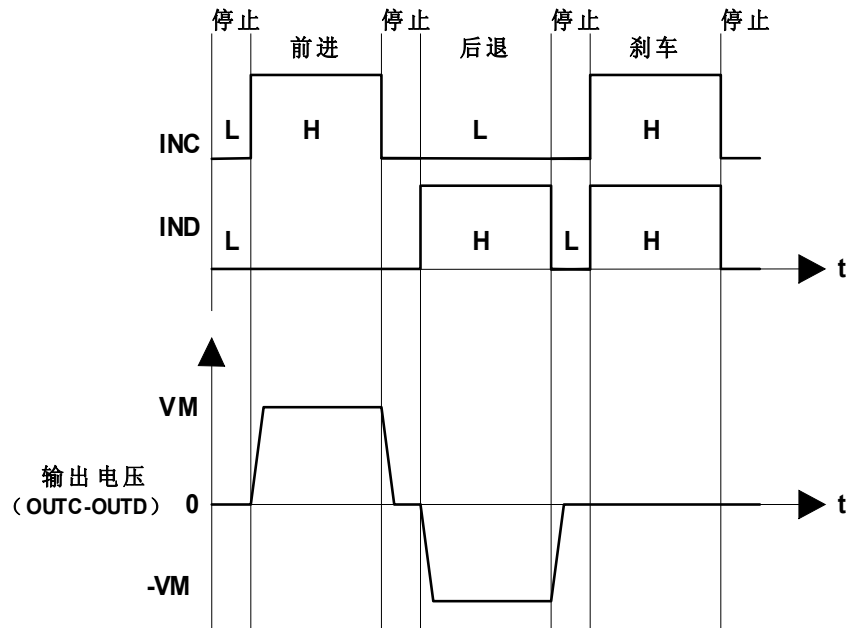 停止 停止 停止 停止
前进 后退 刹车
INC L H L H
IND L H L H
t
VM
输出电压
（OUTC-OUTD） 0 t
-VM